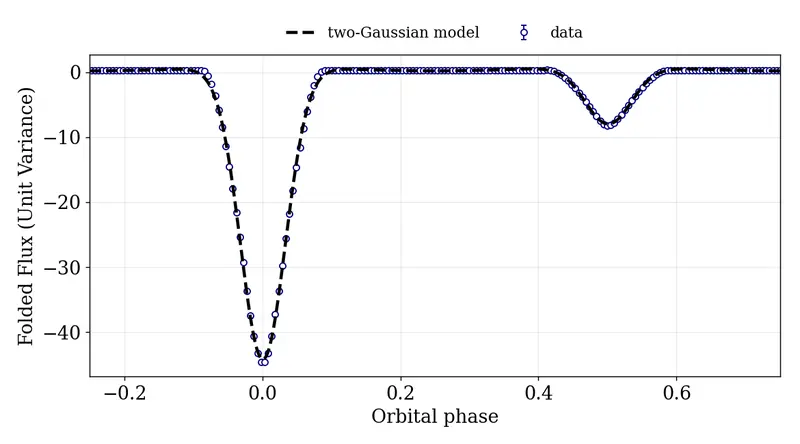 two-Gaussian model data
0
−10
−20
−30
−40
Folded Flux (Unit Variance)
−0.2 0.0 0.2 0.4 0.6
Orbital phase